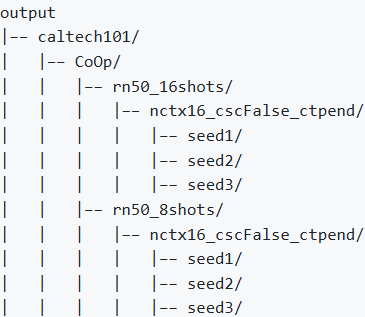 output
|–– caltech101/
|   |–– CoOp/
|   |   |–– rn50_16shots/
|   |   |   |–– nctx16_cscFalse_ctpend/
|   |   |   |   |–– seed1/
|   |   |   |   |–– seed2/
|   |   |   |   |–– seed3/
|   |   |–– rn50_8shots/
|   |   |   |–– nctx16_cscFalse_ctpend/
|   |   |   |   |–– seed1/
|   |   |   |   |–– seed2/
|   |   |   |   |–– seed3/